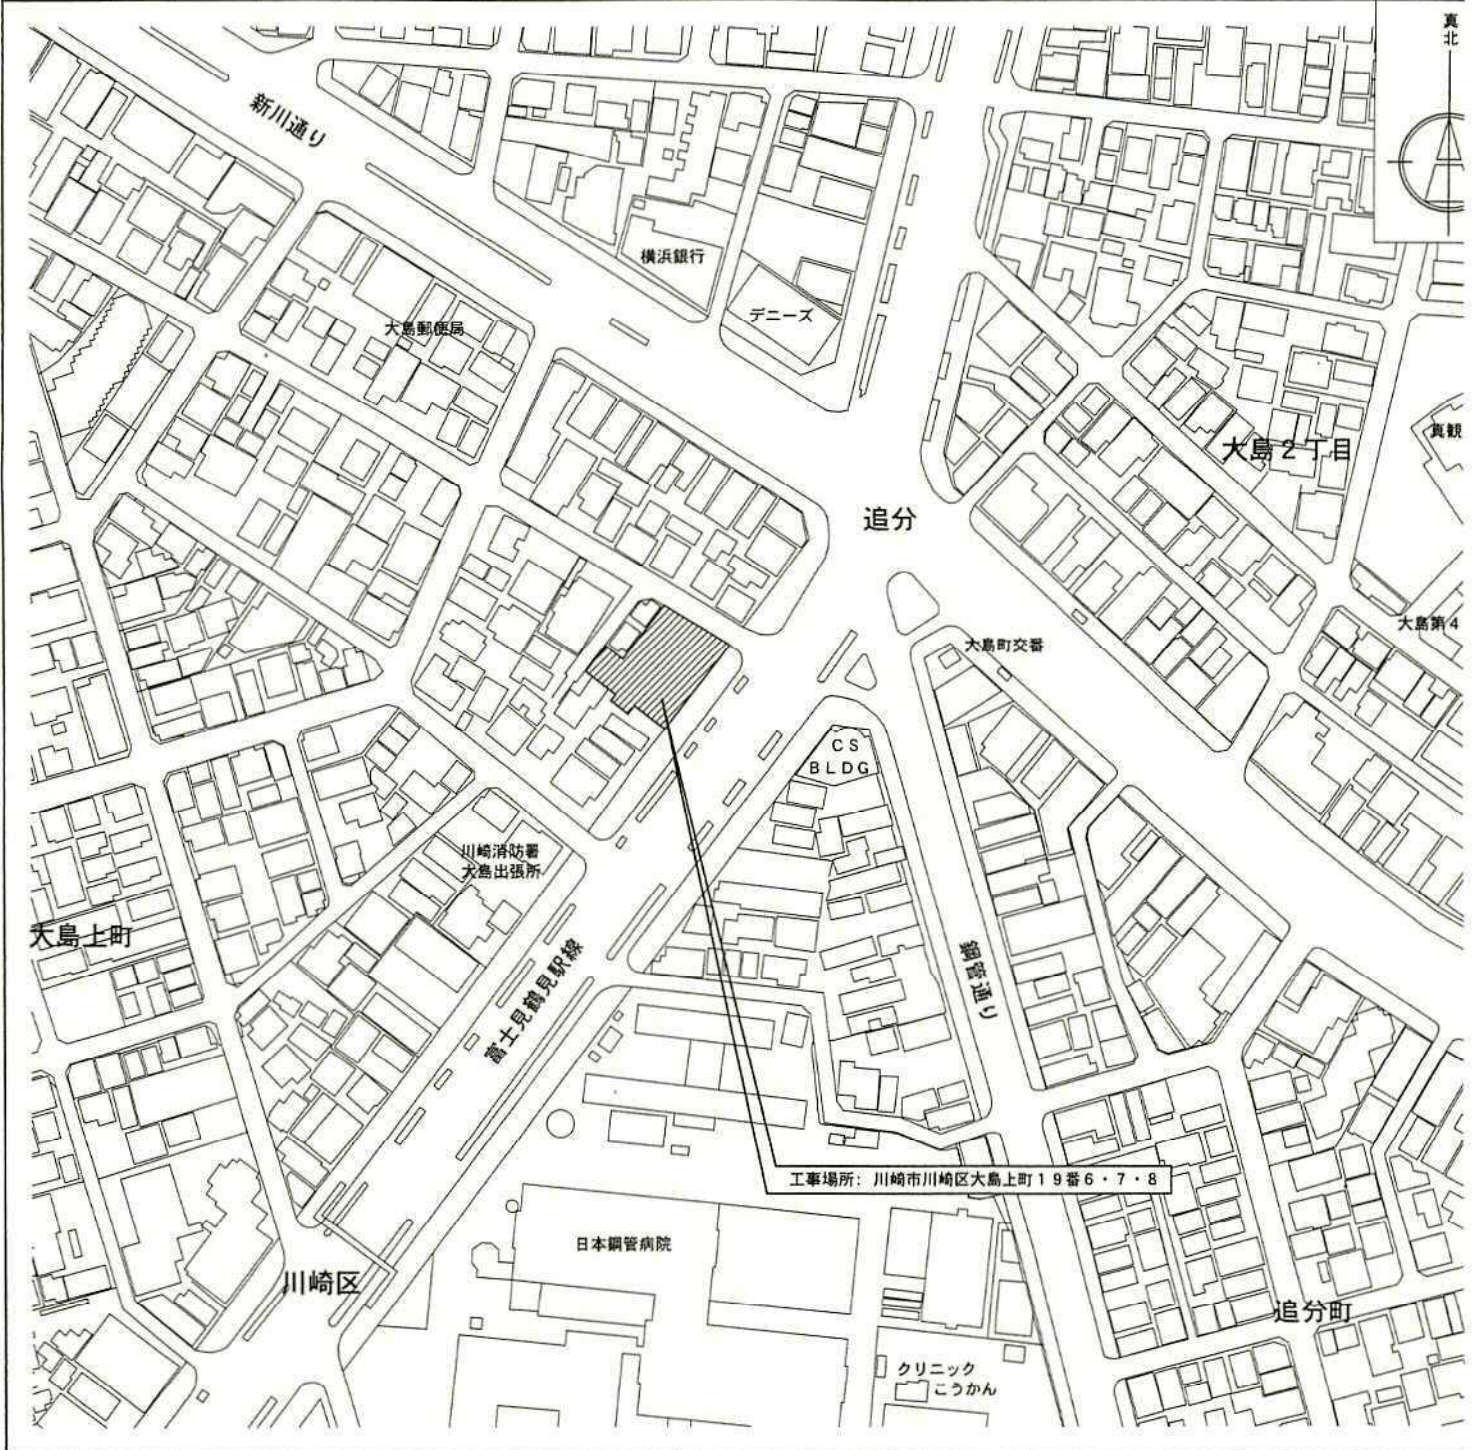 真北
新川通り
横浜銀行
デニーズ
大島郵便局
真観
大島2丁目
追分
大島第4
大島町交番
CS
BLDG
川崎消防署
大島出張所
大島上町
富士見鶴見駅線
鋼管通り
工事場所：川崎市川崎区大島上町19番6・7・8
日本鋼管病院
川崎区
追分町
クリニック
こうかん